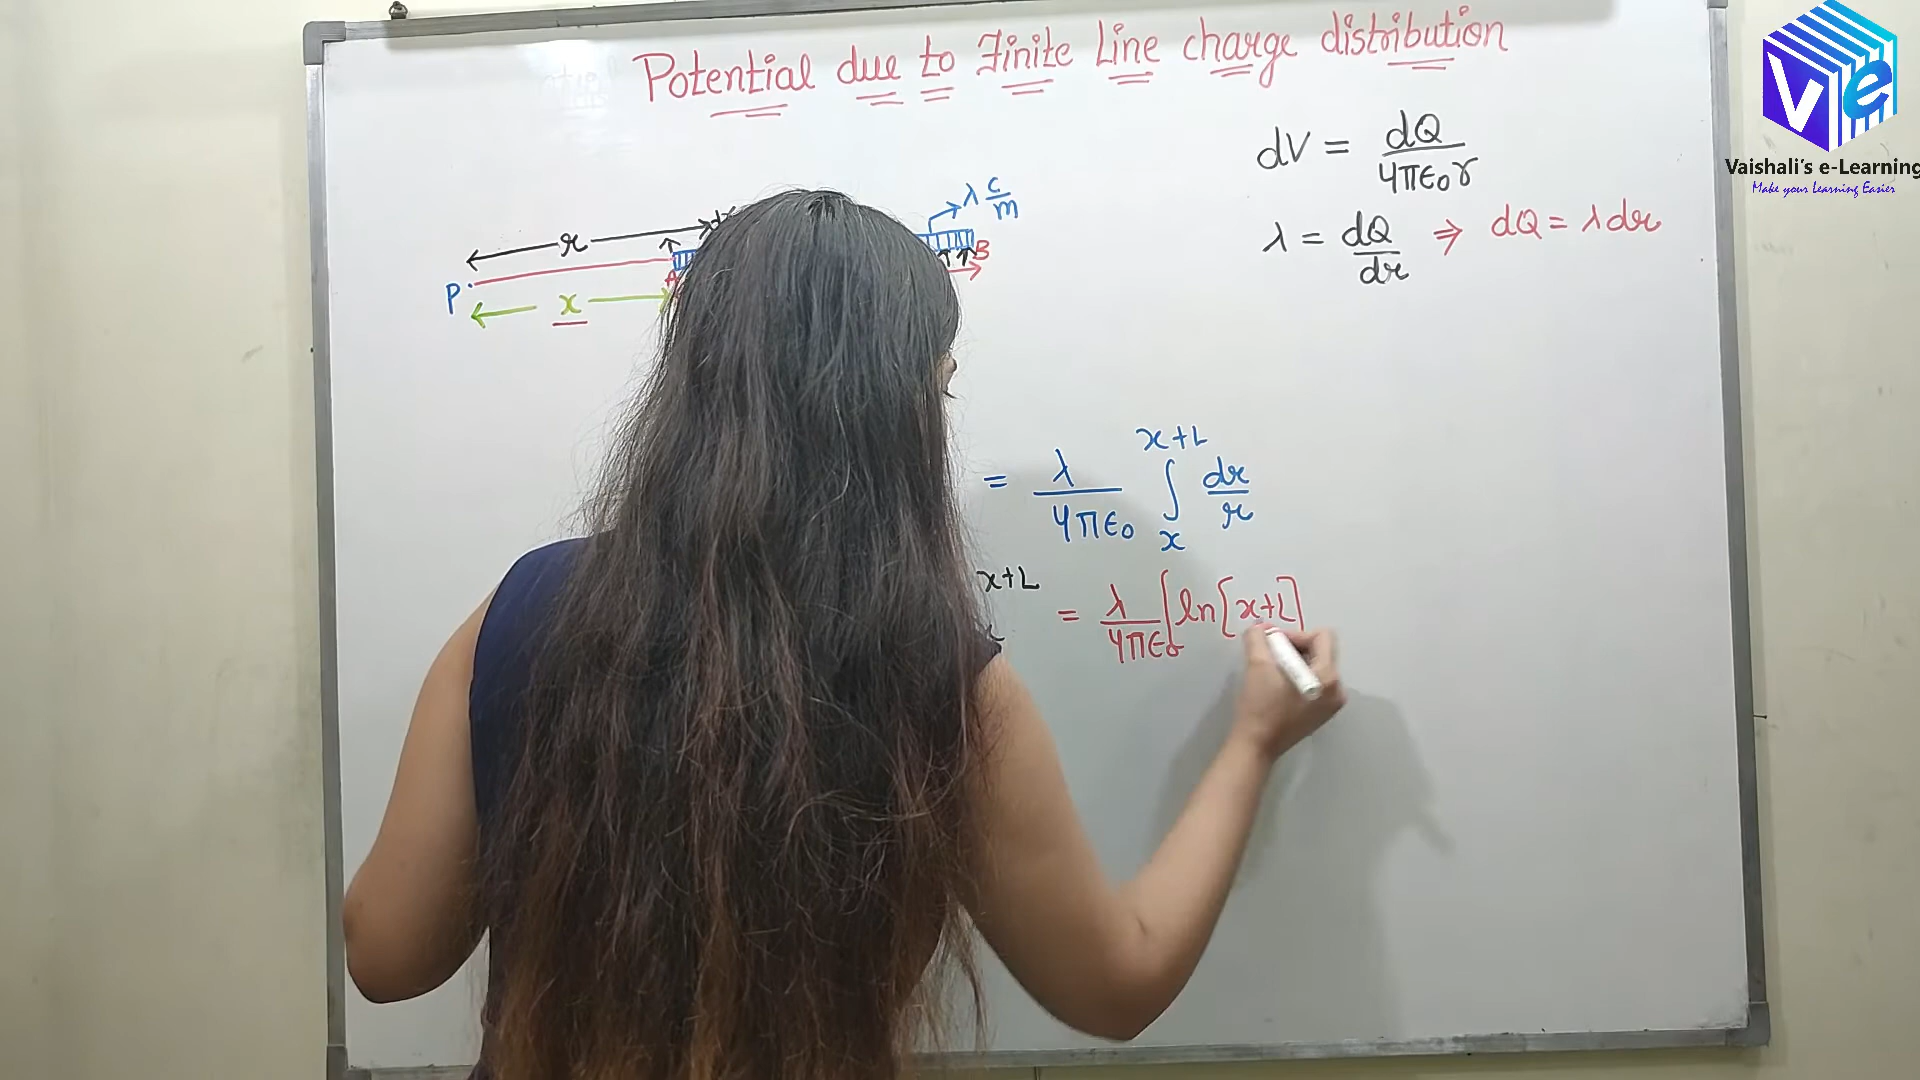 Potential due to Finite Line charge distribution
Vaishali's e-Learning
Make your Learning Easier
dV = dQ / 4πϵ₀r
λ = dQ/dr ⇒ dQ = λdr
λ C/m
r
P
A
B
x
= λ/4πϵ₀ ∫ₓˣ⁺ᴸ dr/r
x+L
= λ/4πϵ₀ [ln[x+L]